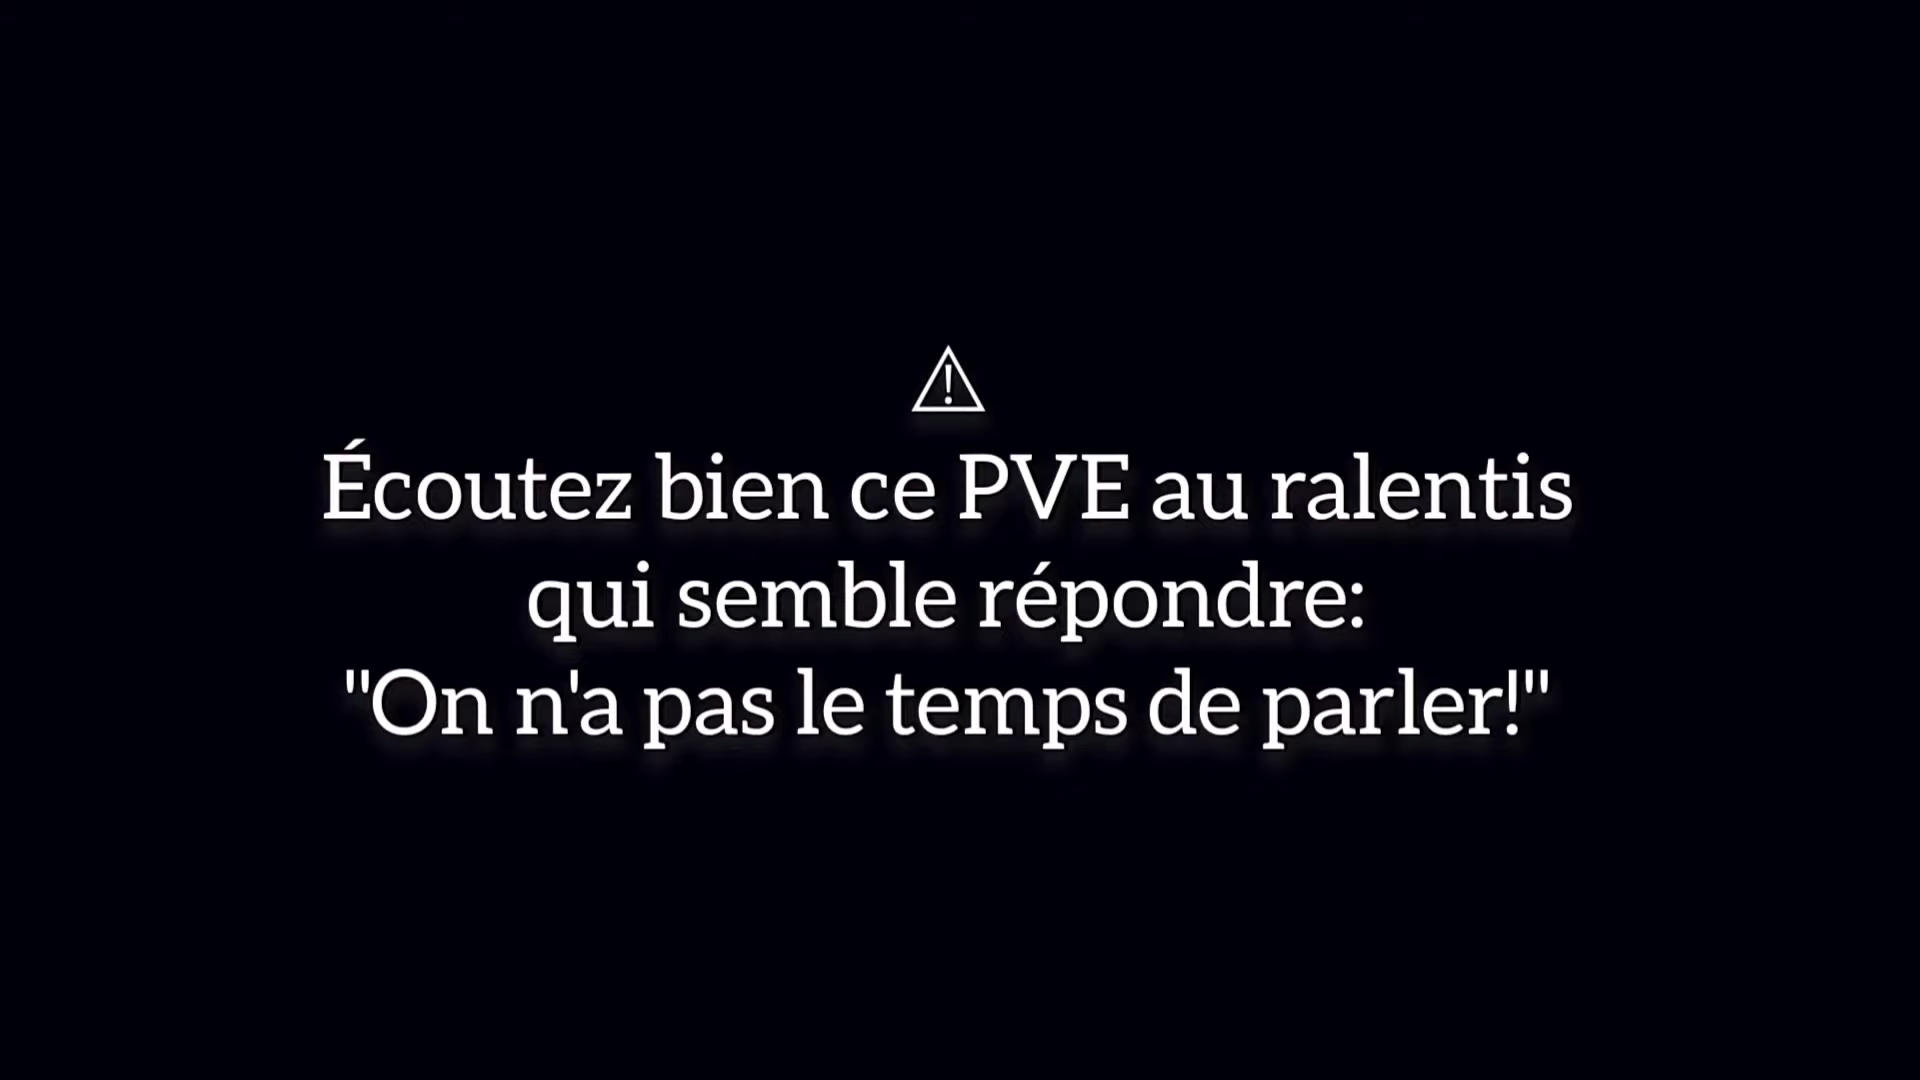 ⚠
Écoutez bien ce PVE au ralentis
qui semble répondre:
"On n'a pas le temps de parler!"